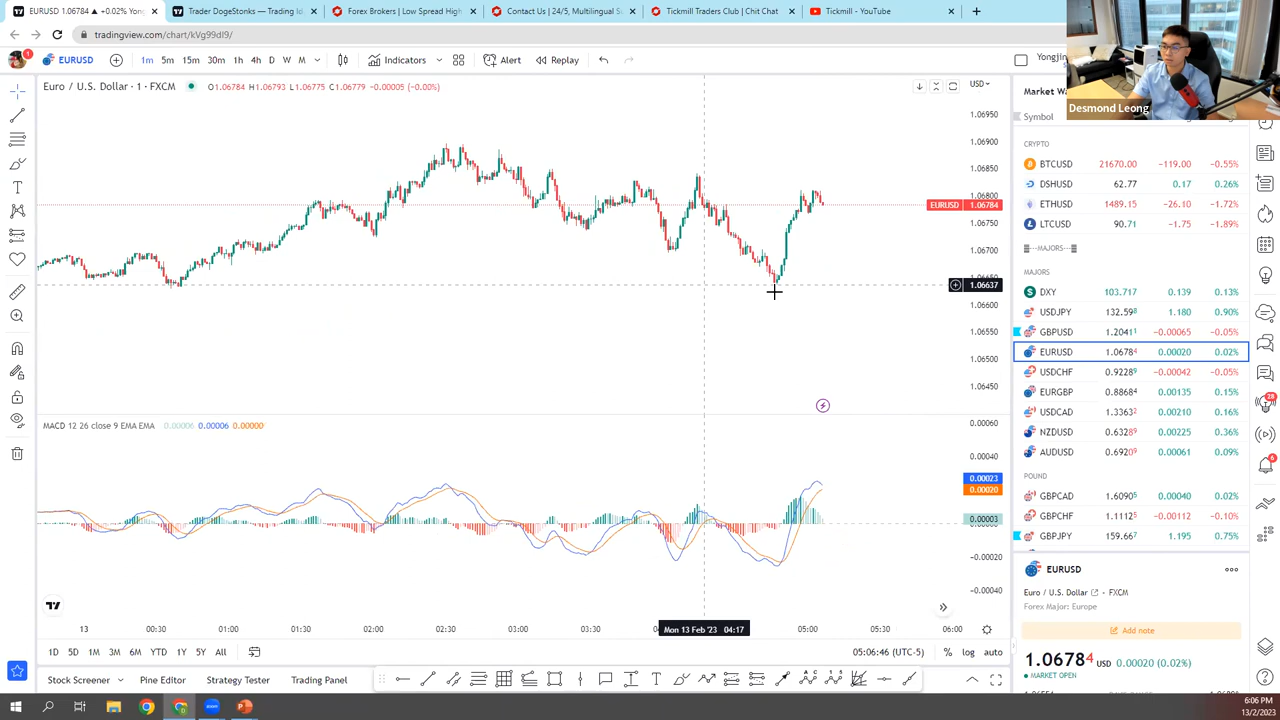 EURUSD 1.06784 ▲ +0.02% Yong
Trader DogeStonks — Trading Id
Forex Brokers | Low Spread High
Contact Us | 24/5, Multilingual S
Tickmill Traders Club | Chit Chat
Tickmill - YouTube
tradingview.com/chart/kVg99dI9/
1
EURUSD
1m 5m 15m 30m 1h 4h D W M
Indicators
Alert
Replay
Yongjin
Euro / U.S. Dollar · 1 · FXCM
O1.06784 H1.06793 L1.06775 C1.06779 −0.00005 (−0.00%)
USD
Desmond Leong
1.06950
1.06900
1.06850
1.06800
EURUSD 1.06784
1.06750
1.06700
1.06650
1.06637
1.06600
1.06550
1.06500
1.06450
MACD 12 26 close 9 EMA EMA 0.00006 0.00006 0.00000
0.00060
0.00040
0.00023
0.00020
0.00003
−0.00020
−0.00040
13 00:30 01:00 01:30 02:00 02:30 03:00 03:30 Mon 13 Feb '23 04:17 05:00 05:30 06:00
1D 5D 1M 3M 6M YTD 1Y 5Y All
05:06:46 (UTC-5) % log auto
Stock Screener
Pine Editor
Strategy Tester
Trading Panel
Market Wa
Symbol
CRYPTO
BTCUSD 21670.00 −119.00 −0.55%
DSHUSD 62.77 0.17 0.26%
ETHUSD 1489.15 −26.10 −1.72%
LTCUSD 90.71 −1.75 −1.89%
---MAJORS---
MAJORS
DXY 103.717 0.139 0.13%
USDJPY 132.598 1.180 0.90%
GBPUSD 1.20411 −0.00065 −0.05%
EURUSD 1.06784 0.00020 0.02%
USDCHF 0.92289 −0.00042 −0.05%
EURGBP 0.88684 0.00135 0.15%
USDCAD 1.33632 0.00210 0.16%
NZDUSD 0.63289 0.00225 0.36%
AUDUSD 0.69209 0.00061 0.09%
POUND
GBPCAD 1.60905 0.00040 0.02%
GBPCHF 1.11125 −0.00112 −0.10%
GBPJPY 159.667 1.195 0.75%
28
6
EURUSD
Euro / U.S. Dollar · FXCM
Forex Major: Europe
Add note
1.06784 USD 0.00020 (0.02%)
MARKET OPEN
6:06 PM
13/2/2023